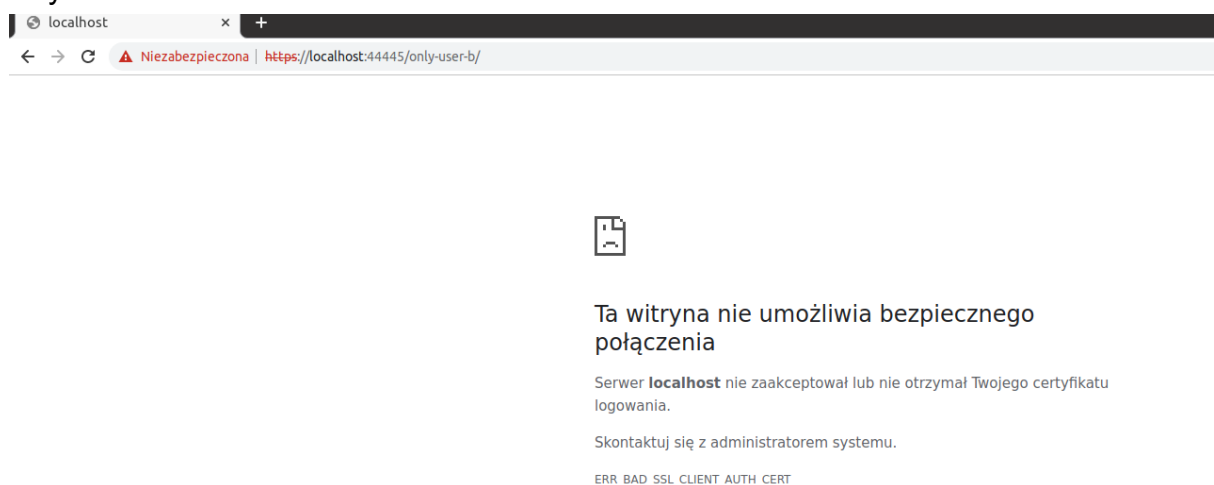 localhost
Niezabezpieczona | https://localhost:44445/only-user-b/
Ta witryna nie umożliwia bezpiecznego
połączenia
Serwer localhost nie zaakceptował lub nie otrzymał Twojego certyfikatu
logowania.
Skontaktuj się z administratorem systemu.
ERR BAD SSL CLIENT AUTH CERT